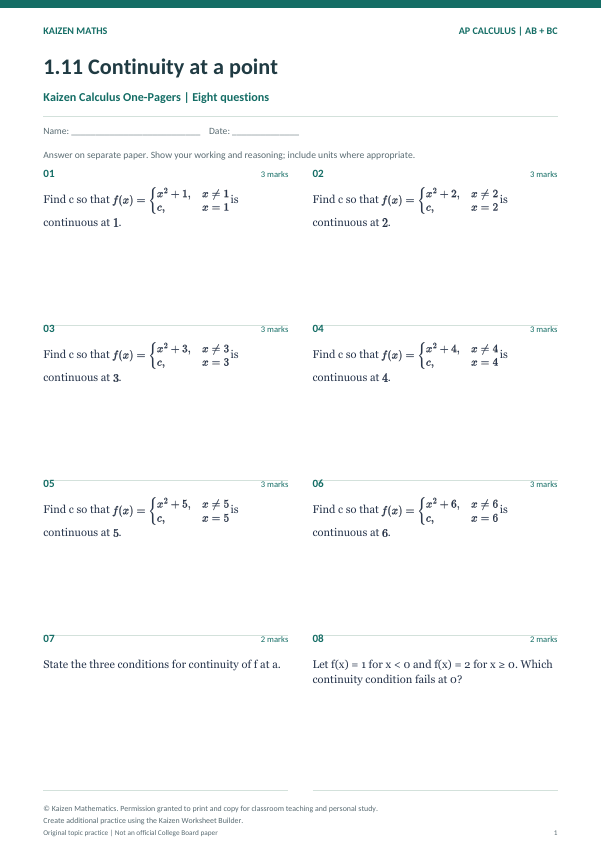 KAIZEN MATHS
AP CALCULUS | AB + BC
1.11 Continuity at a point
Kaizen Calculus One-Pagers | Eight questions
Name: ____________________________ Date: ______________
Answer on separate paper. Show your working and reasoning; include units where appropriate.
01 3 marks
Find c so that f(x) = { x² + 1, x ≠ 1
c, x = 1 is
continuous at 1.
02 3 marks
Find c so that f(x) = { x² + 2, x ≠ 2
c, x = 2 is
continuous at 2.
03 3 marks
Find c so that f(x) = { x² + 3, x ≠ 3
c, x = 3 is
continuous at 3.
04 3 marks
Find c so that f(x) = { x² + 4, x ≠ 4
c, x = 4 is
continuous at 4.
05 3 marks
Find c so that f(x) = { x² + 5, x ≠ 5
c, x = 5 is
continuous at 5.
06 3 marks
Find c so that f(x) = { x² + 6, x ≠ 6
c, x = 6 is
continuous at 6.
07 2 marks
State the three conditions for continuity of f at a.
08 2 marks
Let f(x) = 1 for x < 0 and f(x) = 2 for x ≥ 0. Which
continuity condition fails at 0?
© Kaizen Mathematics. Permission granted to print and copy for classroom teaching and personal study.
Create additional practice using the Kaizen Worksheet Builder.
Original topic practice | Not an official College Board paper
1